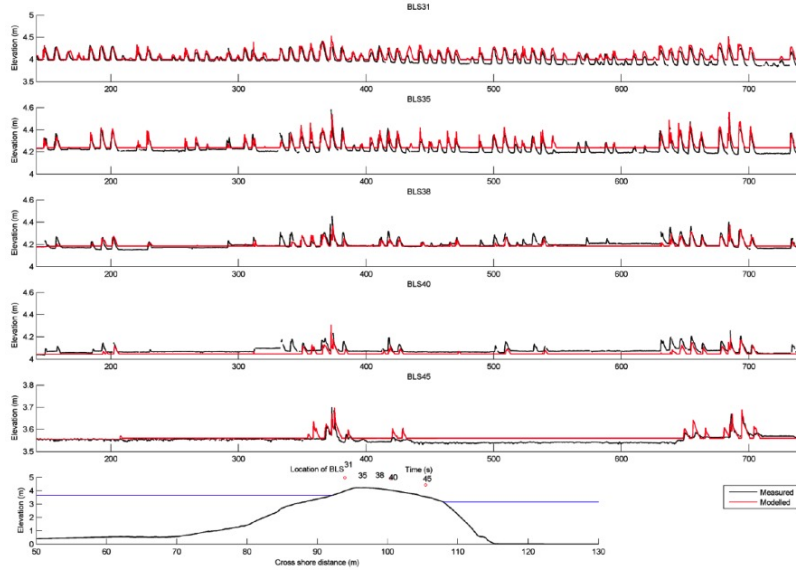 BLS31
Elevation (m)
5
4.5
4
3.5
200 300 400 500 600 700
BLS35
Elevation (m)
4.6
4.4
4.2
4
200 300 400 500 600 700
BLS38
Elevation (m)
4.6
4.4
4.2
4
200 300 400 500 600 700
BLS40
Elevation (m)
4.4
4.2
4
200 300 400 500 600 700
BLS45
Elevation (m)
3.8
3.7
3.6
3.5
200 300 400 500 600 700
Location of BLS 31 35 38 40 45 Time (s)
Elevation (m)
5
4
3
2
1
0
50 60 70 80 90 100 110 120 130
Cross shore distance (m)
Measured
Modelled